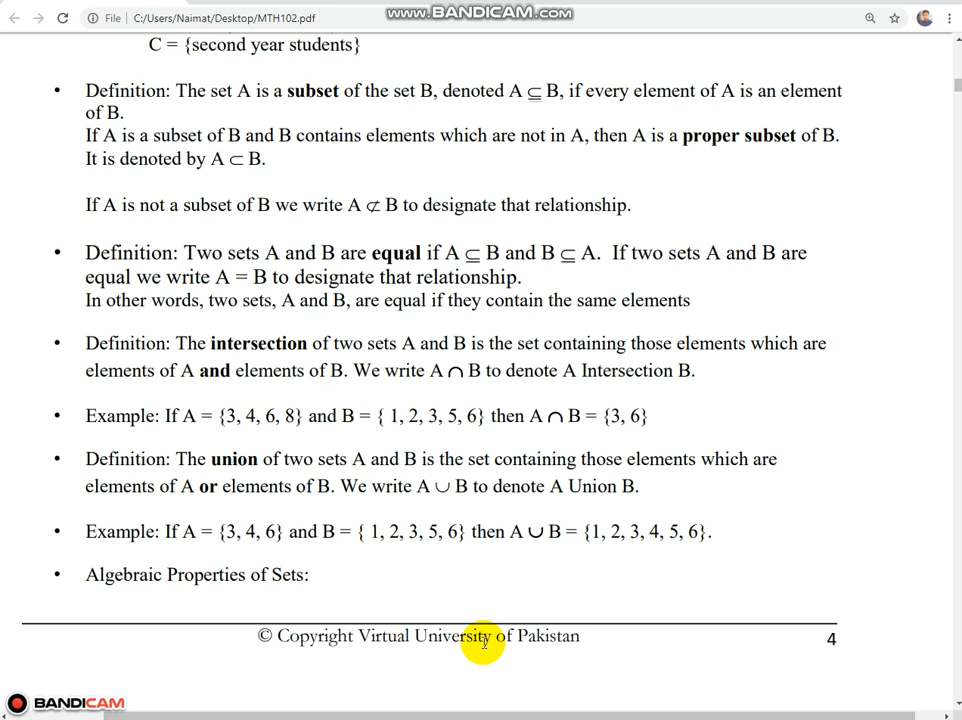 File | C:/Users/Naimat/Desktop/MTH102.pdf
www.BANDICAM.com
C = {second year students}
• Definition: The set A is a subset of the set B, denoted A ⊆ B, if every element of A is an element
of B.
If A is a subset of B and B contains elements which are not in A, then A is a proper subset of B.
It is denoted by A ⊂ B.
If A is not a subset of B we write A ⊄ B to designate that relationship.
• Definition: Two sets A and B are equal if A ⊆ B and B ⊆ A. If two sets A and B are
equal we write A = B to designate that relationship.
In other words, two sets, A and B, are equal if they contain the same elements
• Definition: The intersection of two sets A and B is the set containing those elements which are
elements of A and elements of B. We write A ∩ B to denote A Intersection B.
• Example: If A = {3, 4, 6, 8} and B = { 1, 2, 3, 5, 6} then A ∩ B = {3, 6}
• Definition: The union of two sets A and B is the set containing those elements which are
elements of A or elements of B. We write A ∪ B to denote A Union B.
• Example: If A = {3, 4, 6} and B = { 1, 2, 3, 5, 6} then A ∪ B = {1, 2, 3, 4, 5, 6}.
• Algebraic Properties of Sets:
© Copyright Virtual University of Pakistan
4
BANDICAM